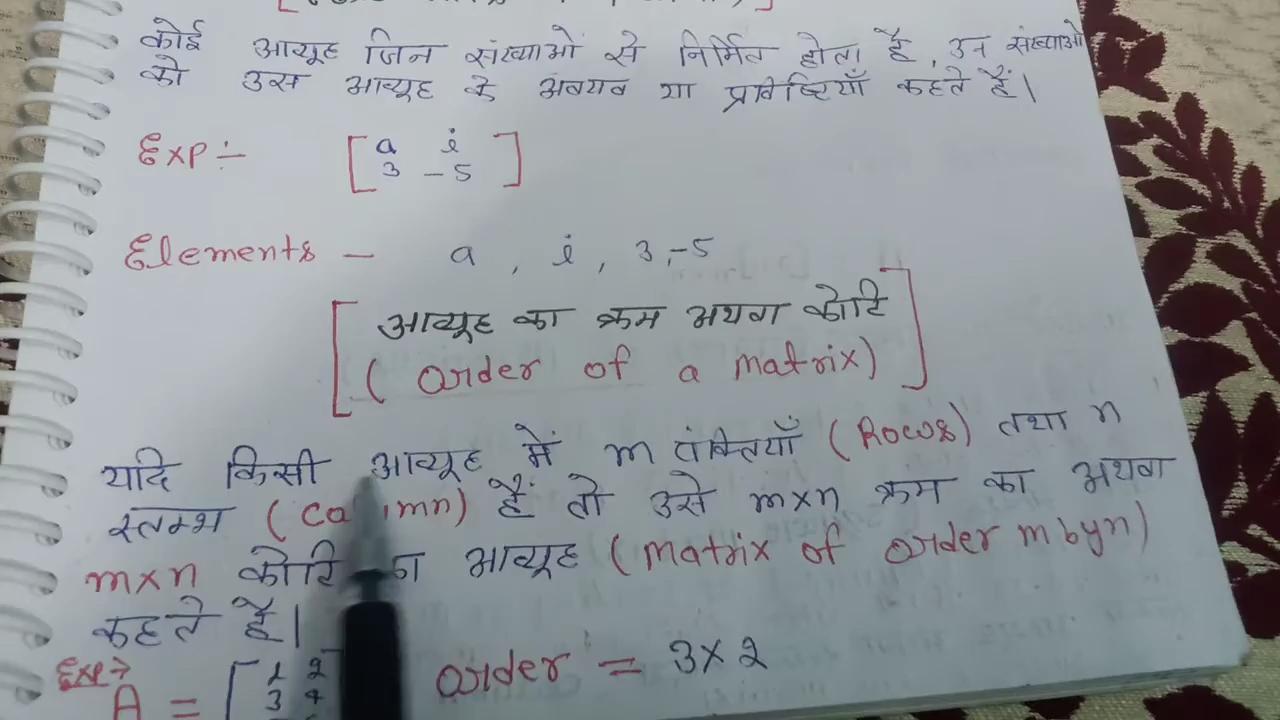 कोई आव्यूह जिन संख्याओं से निर्मित होता है, उन संख्याओ
को उस आव्यूह के अवयव या प्रविष्टियाँ कहते हैं।
Exp ÷ [ a i
3 -5 ]
Elements - a, i, 3, -5
[ आव्यूह का क्रम अथवा कोटि
( Order of a matrix) ]
यदि किसी आव्यूह में m पंक्तियाँ (Rows) तथा n
स्तम्भ ( हैं तो उसे m×n क्रम का अथवा
m×n कोटि का आव्यूह ( Matrix of order m by n)
कहते हैं।
Exp→
A = [ 1 2 order = 3×2
3 4